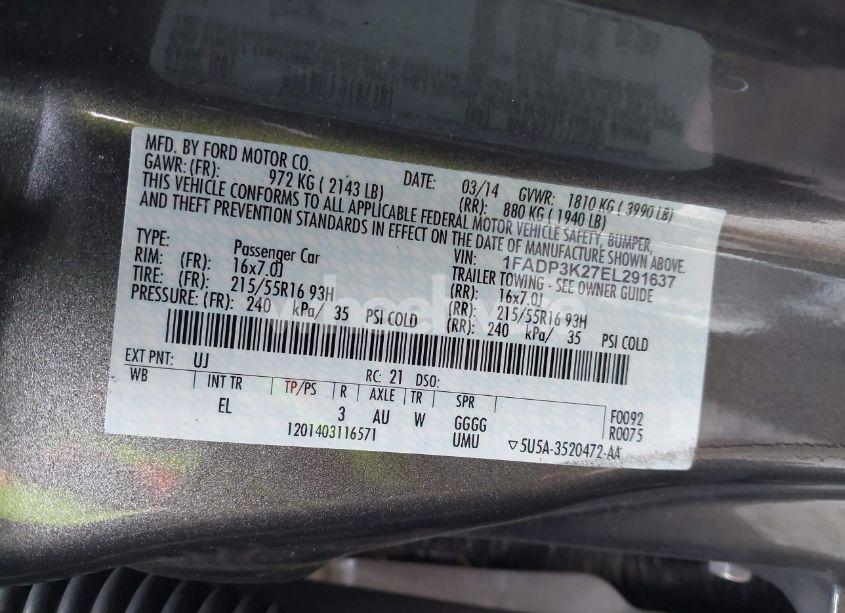 MFD. BY FORD MOTOR CO.
DATE: 03/14 GVWR: 1810 KG ( 3990 LB)
GAWR: (FR): 972 KG ( 2143 LB) (RR): 880 KG ( 1940 LB)
THIS VEHICLE CONFORMS TO ALL APPLICABLE FEDERAL MOTOR VEHICLE SAFETY, BUMPER,
AND THEFT PREVENTION STANDARDS IN EFFECT ON THE DATE OF MANUFACTURE SHOWN ABOVE.
VIN: 1FADP3K27EL291637
TYPE: Passenger Car TRAILER TOWING - SEE OWNER GUIDE
RIM: (FR): 16x7.0J (RR): 16x7.0J
TIRE: (FR): 215/55R16 93H (RR): 215/55R16 93H
PRESSURE: (FR): 240 kPa/ 35 PSI COLD (RR): 240 kPa/ 35 PSI COLD
EXT PNT: UJ RC: 21 DSO:
WB INT TR TP/PS R AXLE TR SPR
EL 3 AU W GGGG F0092
1201403116571 UMU ▽5U5A-3520472-AA R0075